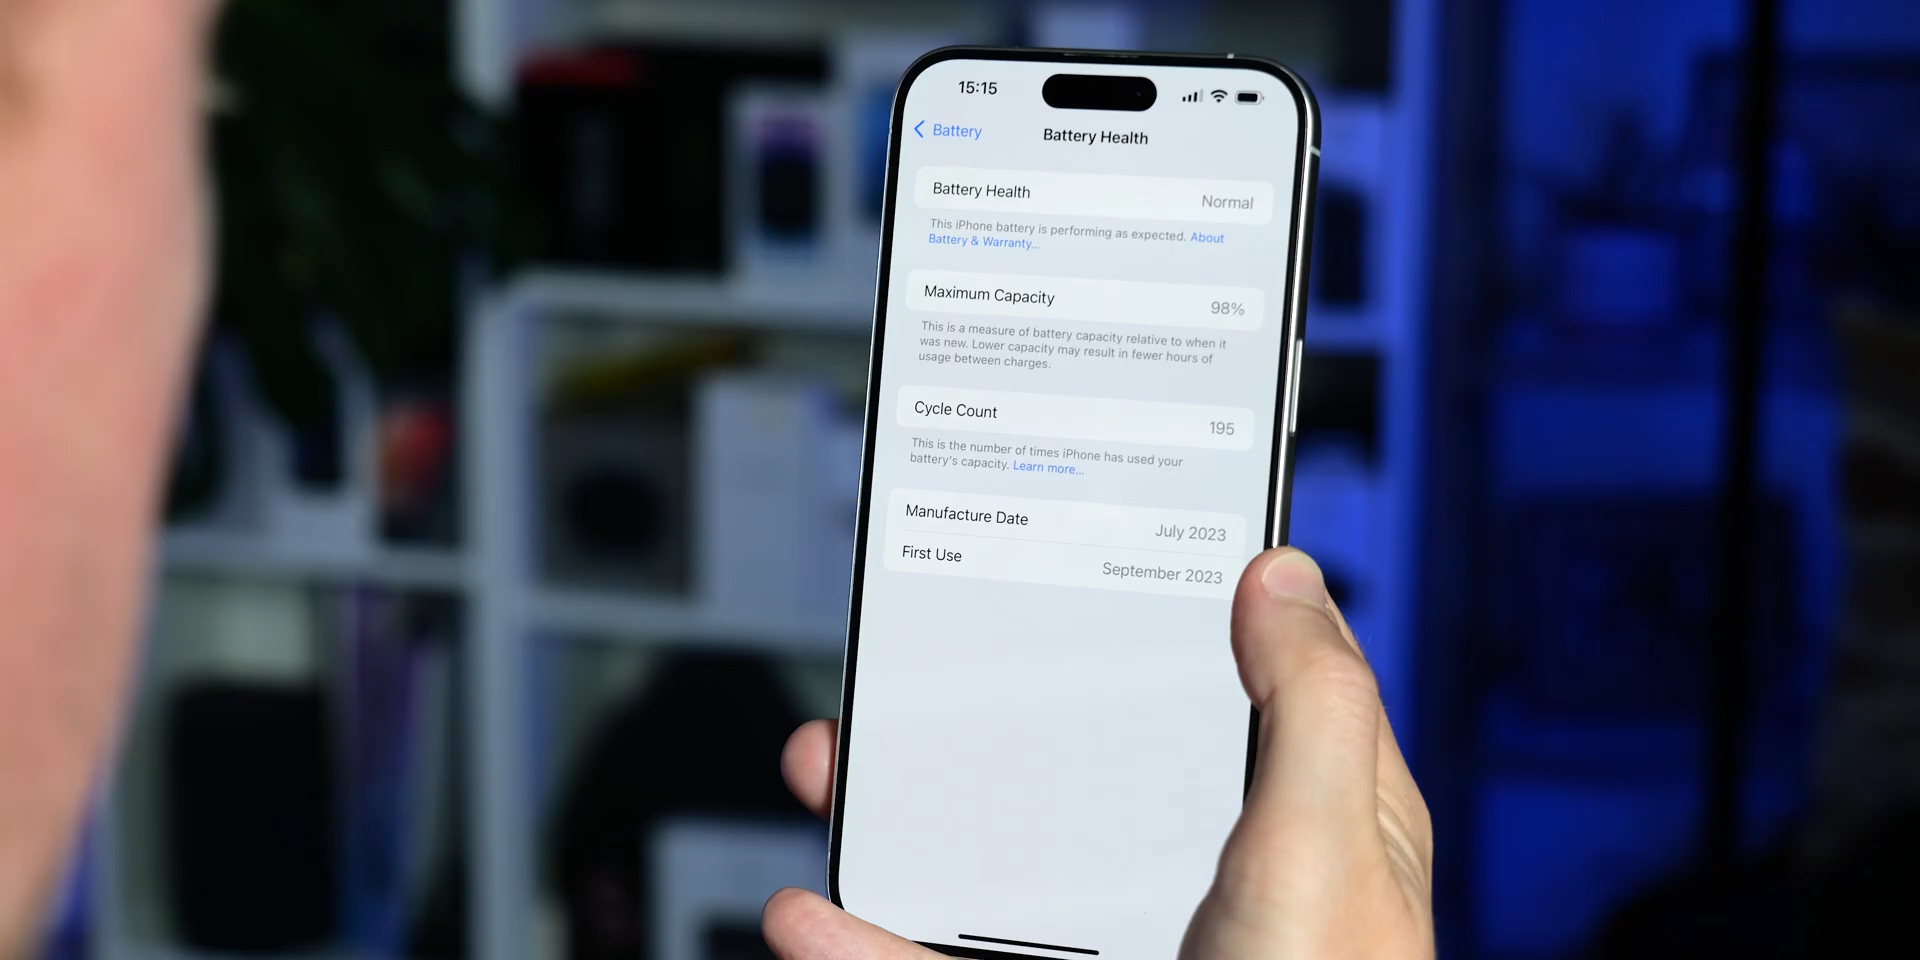 15:15
Battery
Battery Health
Battery Health
Normal
This iPhone battery is performing as expected. About
Battery & Warranty...
Maximum Capacity
98%
This is a measure of battery capacity relative to when it
was new. Lower capacity may result in fewer hours of
usage between charges.
Cycle Count
195
This is the number of times iPhone has used your
battery's capacity. Learn more...
Manufacture Date
July 2023
First Use
September 2023